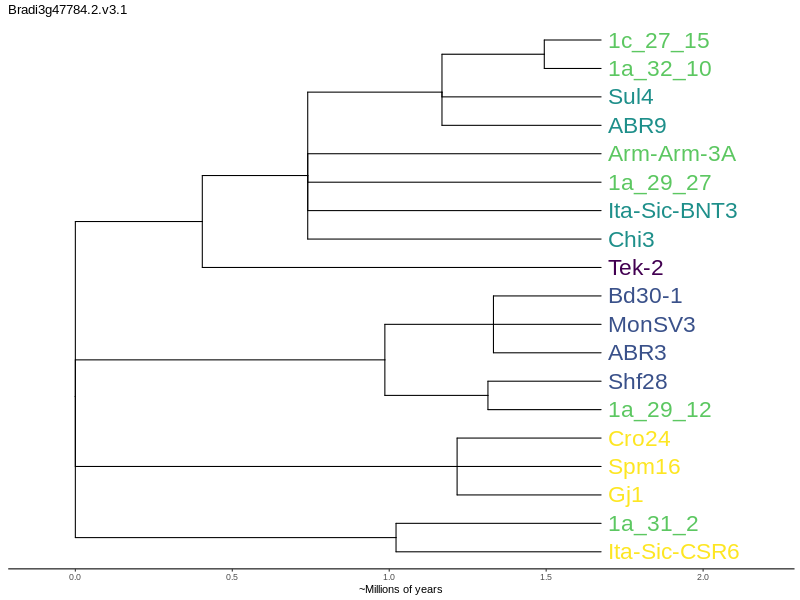 Bradi3g47784.2.v3.1
1c_27_15
1a_32_10
Sul4
ABR9
Arm-Arm-3A
1a_29_27
Ita-Sic-BNT3
Chi3
Tek-2
Bd30-1
MonSV3
ABR3
Shf28
1a_29_12
Cro24
Spm16
Gj1
1a_31_2
Ita-Sic-CSR6
0.0 0.5 1.0 1.5 2.0
~Millions of years